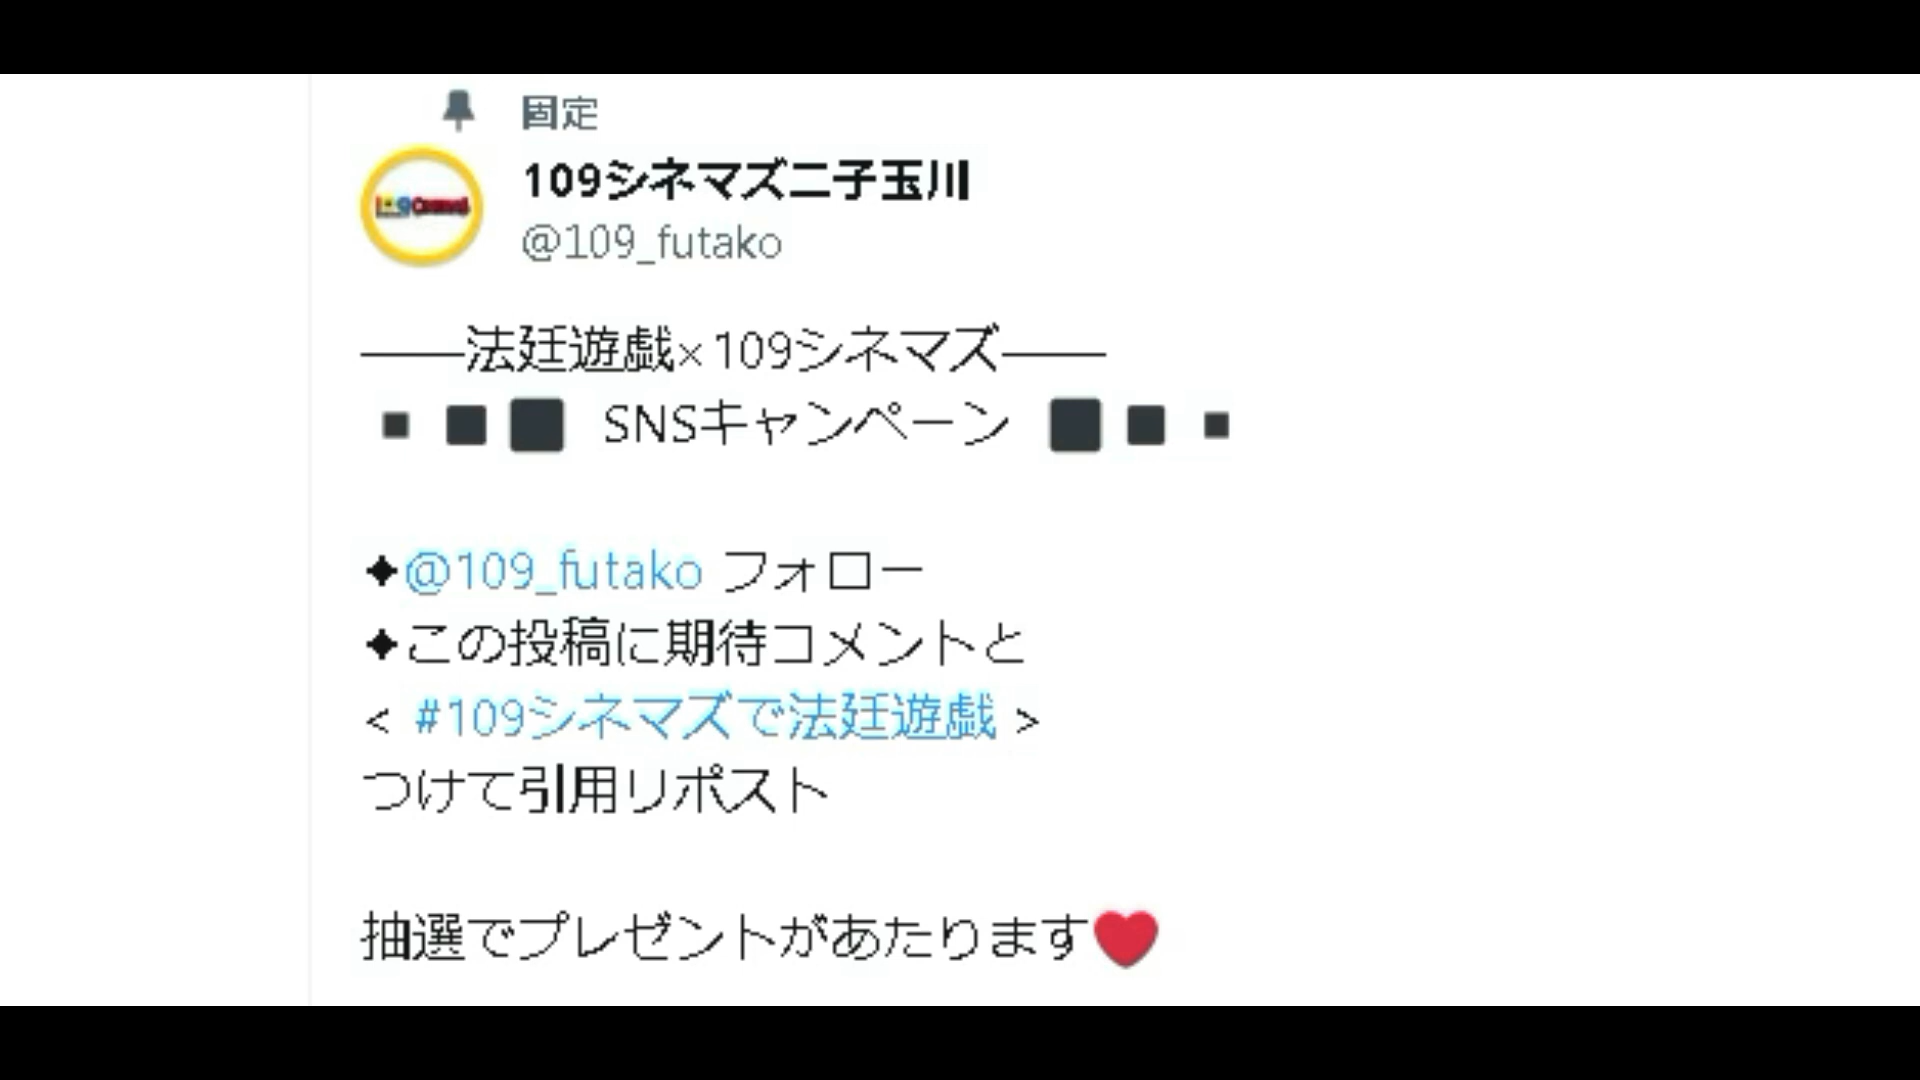 固定
109シネマズ二子玉川
@109_futako
───法廷遊戯×109シネマズ───
▪◾◼ SNSキャンペーン ◼◾▪
✦@109_futako フォロー
✦この投稿に期待コメントと
< #109シネマズで法廷遊戯 >
つけて引用リポスト
抽選でプレゼントがあたります❤